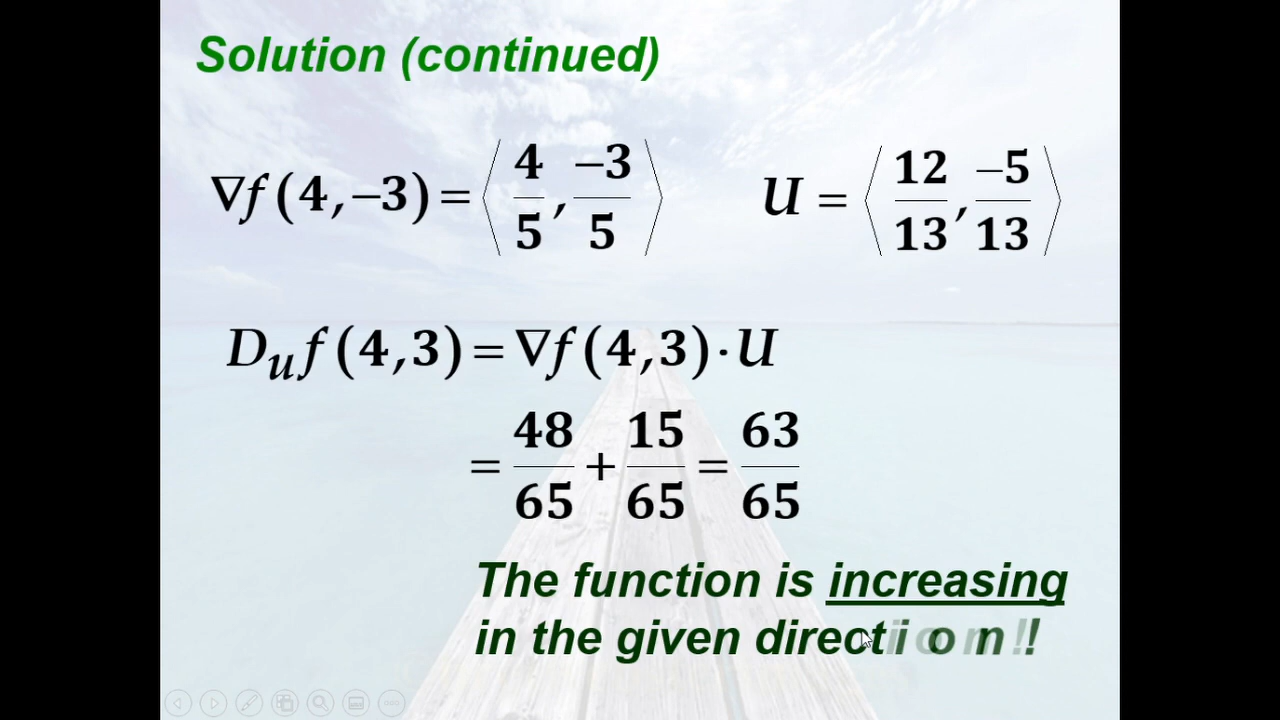 Solution (continued)
∇f(4,−3) = ⟨4/5, −3/5⟩ U = ⟨12/13, −5/13⟩
D_u f(4,3) = ∇f(4,3)·U
= 48/65 + 15/65 = 63/65
The function is increasing
in the given direction!!